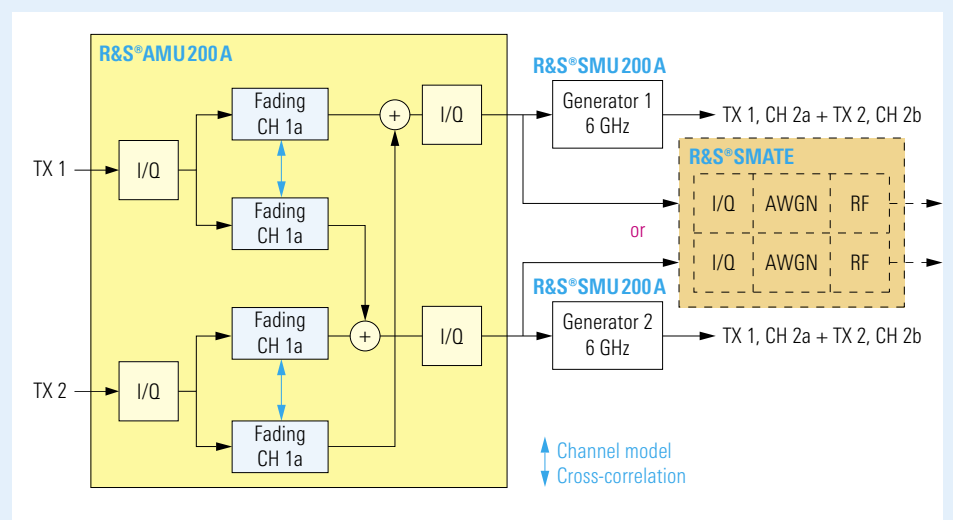 R&S®AMU200A
TX 1
I/Q
Fading
CH 1a
Fading
CH 1a
+
I/Q
TX 2
I/Q
Fading
CH 1a
Fading
CH 1a
+
I/Q
R&S®SMU200A
Generator 1
6 GHz
TX 1, CH 2a + TX 2, CH 2b
R&S®SMATE
I/Q
AWGN
RF
I/Q
AWGN
RF
or
R&S®SMU200A
Generator 2
6 GHz
TX 1, CH 2a + TX 2, CH 2b
Channel model
Cross-correlation